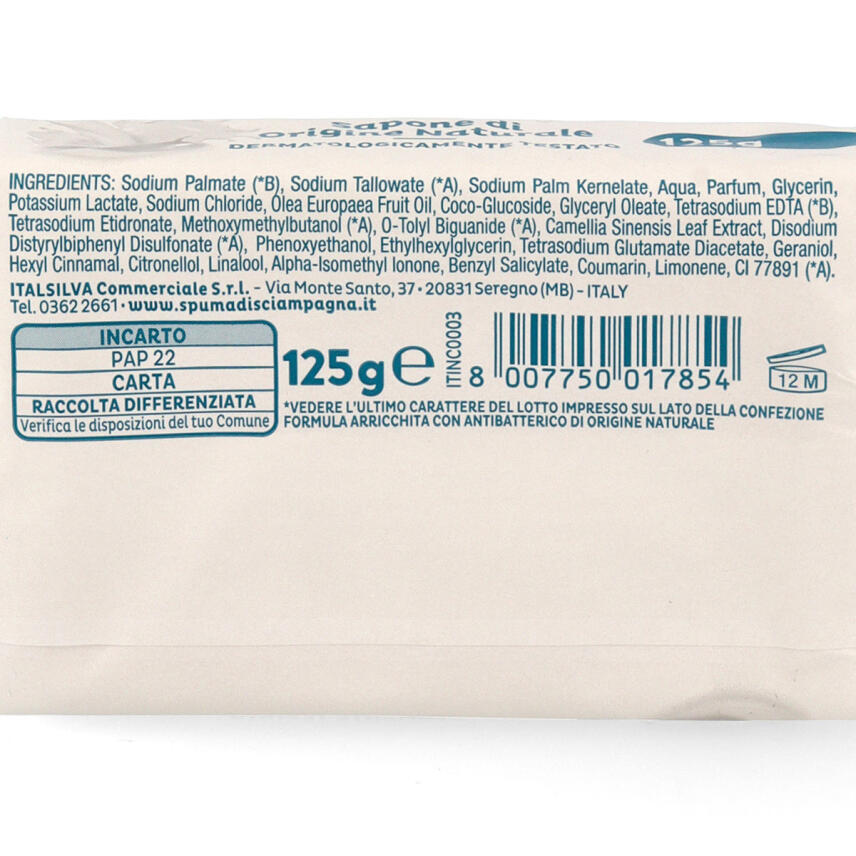 Sapone di
Origine Naturale
DERMATOLOGICAMENTE TESTATO
125g
INGREDIENTS: Sodium Palmate (*B), Sodium Tallowate (*A), Sodium Palm Kernelate, Aqua, Parfum, Glycerin,
Potassium Lactate, Sodium Chloride, Olea Europaea Fruit Oil, Coco-Glucoside, Glyceryl Oleate, Tetrasodium EDTA (*B),
Tetrasodium Etidronate, Methoxymethylbutanol (*A), O-Tolyl Biguanide (*A), Camellia Sinensis Leaf Extract, Disodium
Distyrylbiphenyl Disulfonate (*A), Phenoxyethanol, Ethylhexylglycerin, Tetrasodium Glutamate Diacetate, Geraniol,
Hexyl Cinnamal, Citronellol, Linalool, Alpha-Isomethyl Ionone, Benzyl Salicylate, Coumarin, Limonene, CI 77891 (*A).
ITALSILVA Commerciale S.r.l. - Via Monte Santo, 37 • 20831 Seregno (MB) - ITALY
Tel. 0362 2661 • www.spumadisciampagna.it
INCARTO
PAP 22
CARTA
RACCOLTA DIFFERENZIATA
Verifica le disposizioni del tuo Comune
125g e
ITINC0003
8 007750 017854
12 M
*VEDERE L'ULTIMO CARATTERE DEL LOTTO IMPRESSO SUL LATO DELLA CONFEZIONE
FORMULA ARRICCHITA CON ANTIBATTERICO DI ORIGINE NATURALE